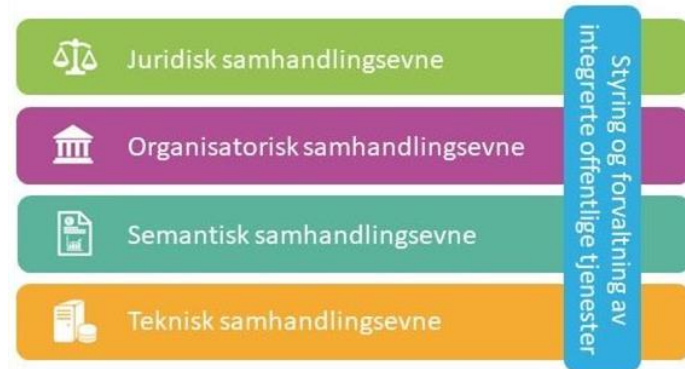 Juridisk samhandlingsevne
Organisatorisk samhandlingsevne
Semantisk samhandlingsevne
Teknisk samhandlingsevne
Styring og forvaltning av
integrerte offentlige tjenester